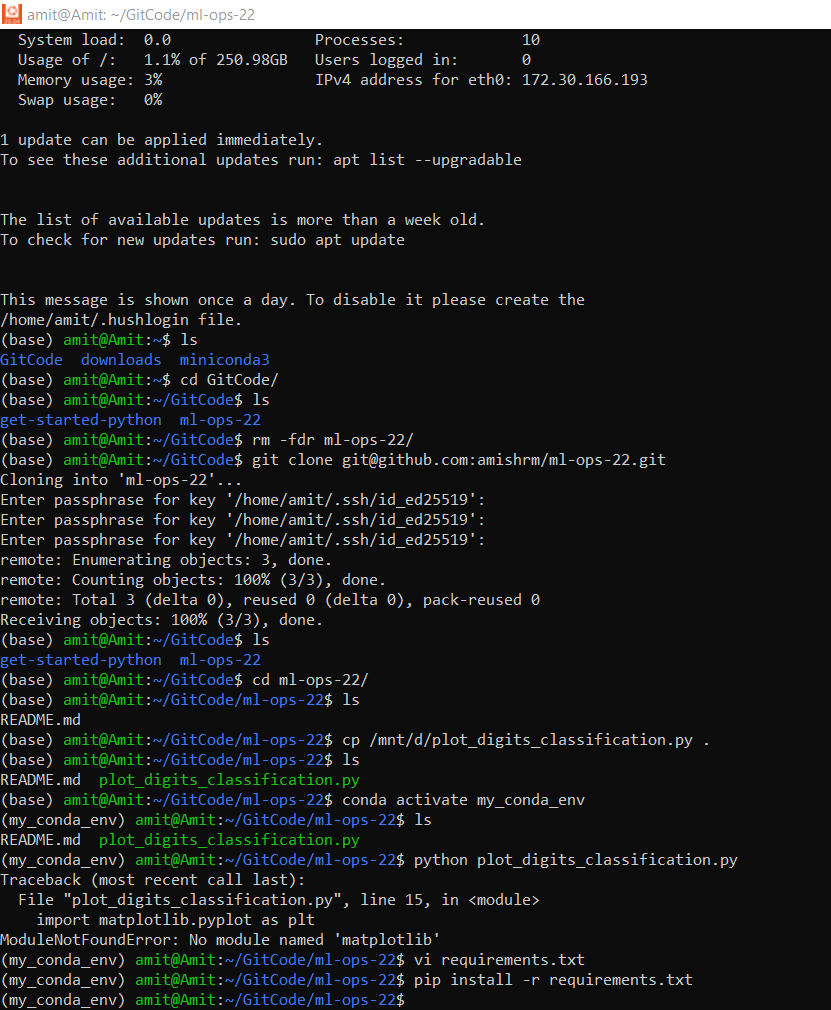 amit@Amit: ~/GitCode/ml-ops-22
System load: 0.0 Processes: 10
Usage of /: 1.1% of 250.98GB Users logged in: 0
Memory usage: 3% IPv4 address for eth0: 172.30.166.193
Swap usage: 0%
1 update can be applied immediately.
To see these additional updates run: apt list --upgradable
The list of available updates is more than a week old.
To check for new updates run: sudo apt update
This message is shown once a day. To disable it please create the
/home/amit/.hushlogin file.
(base) amit@Amit:~$ ls
GitCode downloads miniconda3
(base) amit@Amit:~$ cd GitCode/
(base) amit@Amit:~/GitCode$ ls
get-started-python ml-ops-22
(base) amit@Amit:~/GitCode$ rm -fdr ml-ops-22/
(base) amit@Amit:~/GitCode$ git clone git@github.com:amishrm/ml-ops-22.git
Cloning into 'ml-ops-22'...
Enter passphrase for key '/home/amit/.ssh/id_ed25519':
Enter passphrase for key '/home/amit/.ssh/id_ed25519':
Enter passphrase for key '/home/amit/.ssh/id_ed25519':
remote: Enumerating objects: 3, done.
remote: Counting objects: 100% (3/3), done.
remote: Total 3 (delta 0), reused 0 (delta 0), pack-reused 0
Receiving objects: 100% (3/3), done.
(base) amit@Amit:~/GitCode$ ls
get-started-python ml-ops-22
(base) amit@Amit:~/GitCode$ cd ml-ops-22/
(base) amit@Amit:~/GitCode/ml-ops-22$ ls
README.md
(base) amit@Amit:~/GitCode/ml-ops-22$ cp /mnt/d/plot_digits_classification.py .
(base) amit@Amit:~/GitCode/ml-ops-22$ ls
README.md plot_digits_classification.py
(base) amit@Amit:~/GitCode/ml-ops-22$ conda activate my_conda_env
(my_conda_env) amit@Amit:~/GitCode/ml-ops-22$ ls
README.md plot_digits_classification.py
(my_conda_env) amit@Amit:~/GitCode/ml-ops-22$ python plot_digits_classification.py
Traceback (most recent call last):
File "plot_digits_classification.py", line 15, in <module>
import matplotlib.pyplot as plt
ModuleNotFoundError: No module named 'matplotlib'
(my_conda_env) amit@Amit:~/GitCode/ml-ops-22$ vi requirements.txt
(my_conda_env) amit@Amit:~/GitCode/ml-ops-22$ pip install -r requirements.txt
(my_conda_env) amit@Amit:~/GitCode/ml-ops-22$